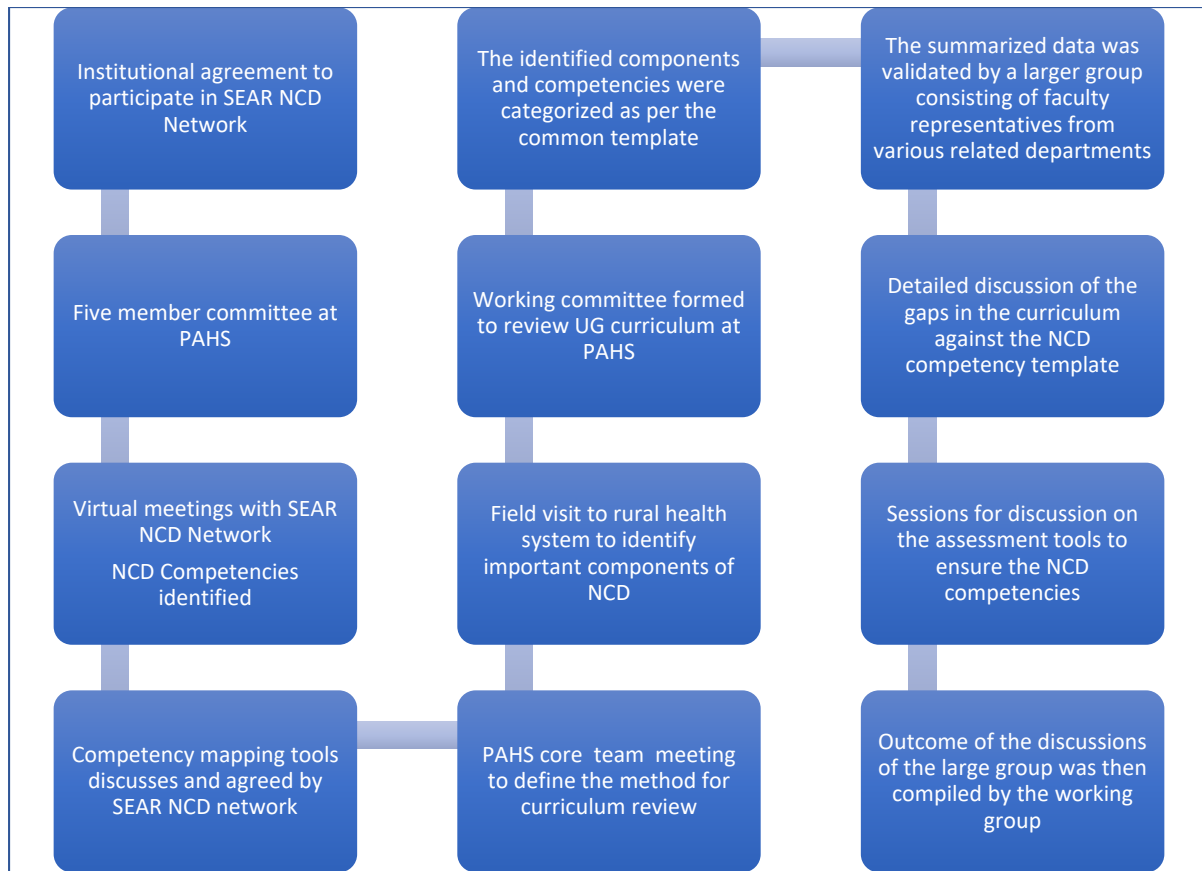 Institutional agreement to
participate in SEAR NCD
Network
Five member committee at
PAHS
Virtual meetings with SEAR
NCD Network
NCD Competencies
identified
Competency mapping tools
discusses and agreed by
SEAR NCD network
PAHS core team meeting
to define the method for
curriculum review
Field visit to rural health
system to identify
important components of
NCD
Working committee formed
to review UG curriculum at
PAHS
The identified components
and competencies were
categorized as per the
common template
The summarized data was
validated by a larger group
consisting of faculty
representatives from
various related departments
Detailed discussion of the
gaps in the curriculum
against the NCD
competency template
Sessions for discussion on
the assessment tools to
ensure the NCD
competencies
Outcome of the discussions
of the large group was then
compiled by the working
group